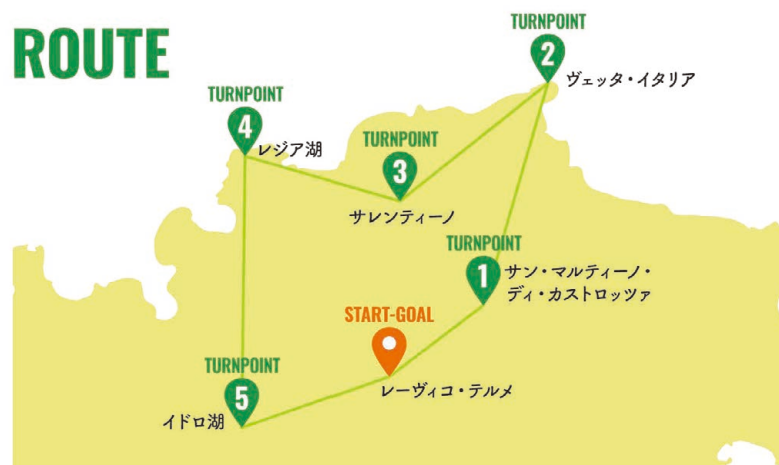 ROUTE
TURNPOINT
2
ヴェッタ・イタリア
TURNPOINT
4
レジア湖
TURNPOINT
3
サレンティーノ
TURNPOINT
1
サン・マルティーノ・
ディ・カストロッツァ
START-GOAL
レーヴィコ・テルメ
TURNPOINT
5
イドロ湖